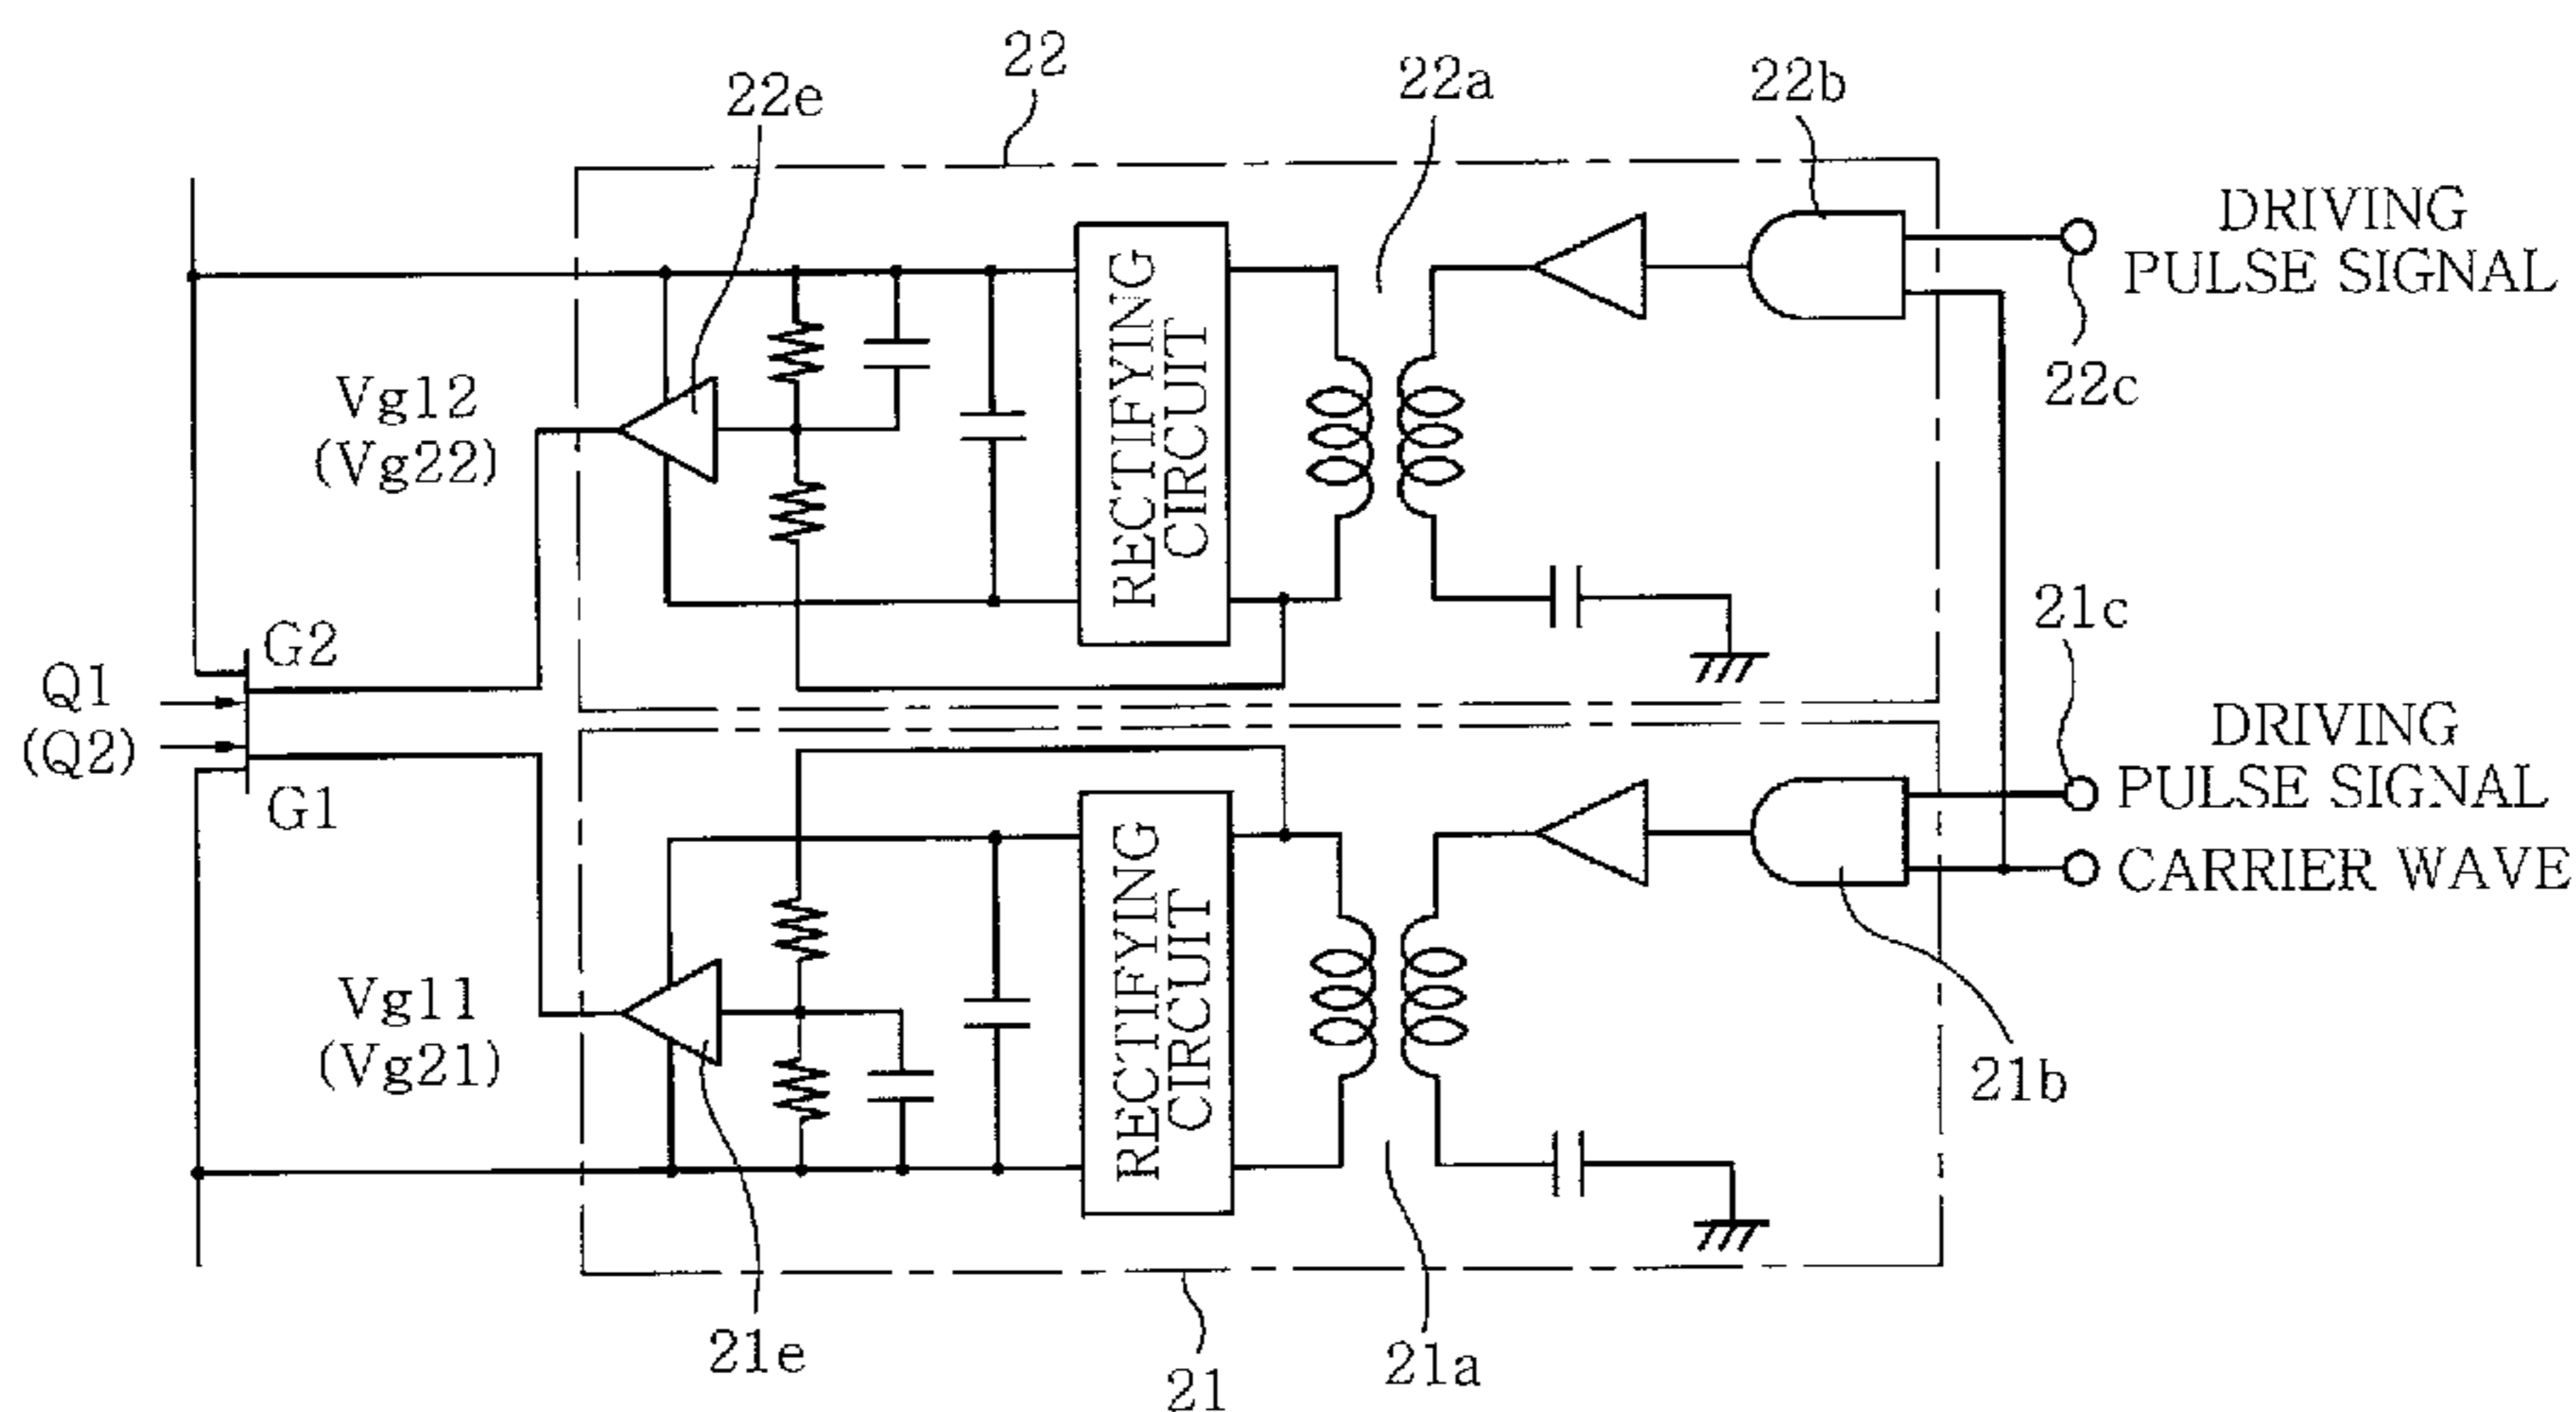 22
22e
22a
22b
DRIVING
PULSE SIGNAL
22c
Vg12
(Vg22)
RECTIFYING
CIRCUIT
G2
Q1
(Q2)
G1
21c
DRIVING
PULSE SIGNAL
CARRIER WAVE
Vg11
(Vg21)
RECTIFYING
CIRCUIT
21b
21e
21
21a